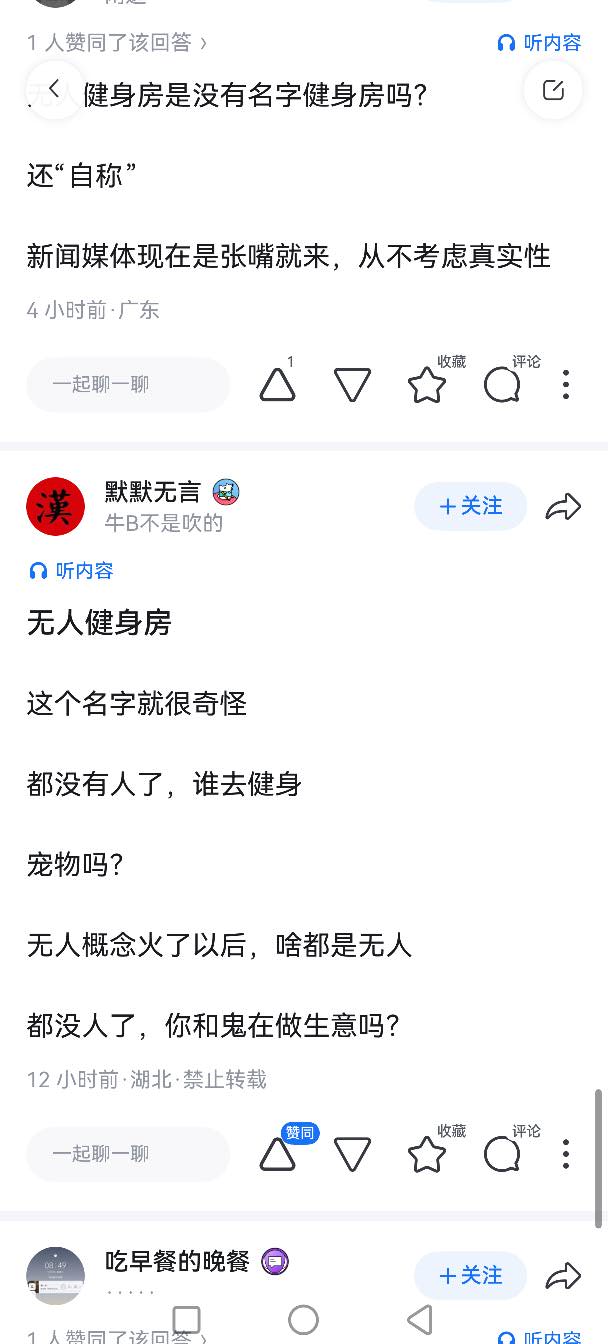 1 人赞同了该回答 ›
听内容
健身房是没有名字健身房吗?
还“自称”
新闻媒体现在是张嘴就来，从不考虑真实性
4 小时前·广东
一起聊一聊
1
收藏
评论
漢
默默无言
牛B不是吹的
+关注
听内容
无人健身房
这个名字就很奇怪
都没有人了，谁去健身
宠物吗?
无人概念火了以后，啥都是无人
都没人了，你和鬼在做生意吗?
12 小时前·湖北·禁止转载
一起聊一聊
赞同
收藏
评论
08:49
吃早餐的晚餐
·····
+关注
1 人赞同了该回答 ›
听内容